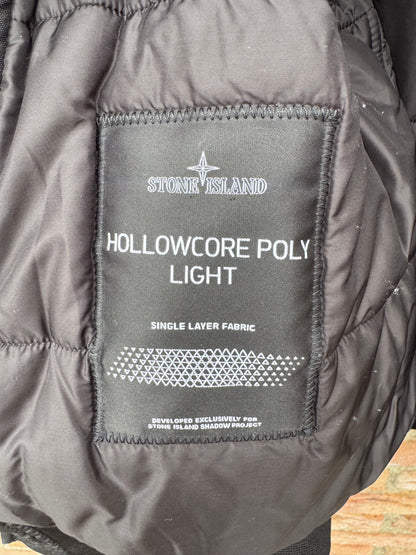 STONE ISLAND
HOLLOWCORE POLY
LIGHT
SINGLE LAYER FABRIC
DEVELOPED EXCLUSIVELY FOR
STONE ISLAND SHADOW PROJECT